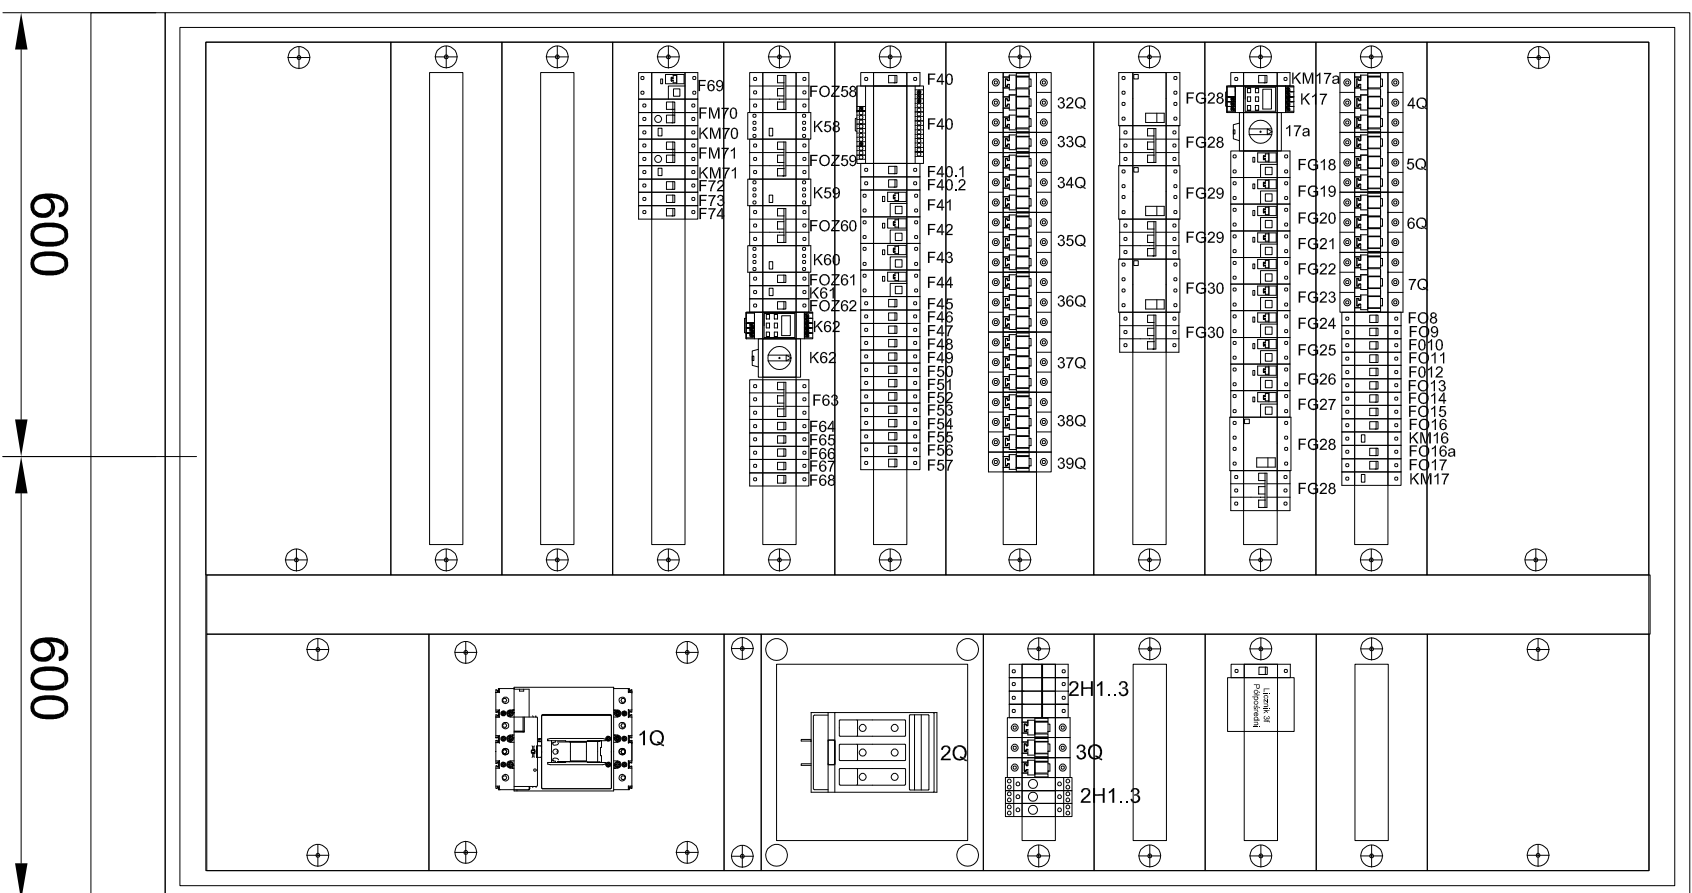 600
600
F69
FM70
KM70
FM71
KM71
F72
F73
F74
FOZ58
K58
FOZ59
K59
FOZ60
K60
FOZ61
K61
FOZ62
K62
K62
F63
F64
F65
F66
F67
F68
F40
F40
F40.1
F40.2
F41
F42
F43
F44
F45
F46
F47
F48
F49
F50
F51
F52
F53
F54
F55
F56
F57
32Q
33Q
34Q
35Q
36Q
37Q
38Q
39Q
FG28
FG28
FG29
FG29
FG30
FG30
KM17a
K17
17a
FG18
FG19
FG20
FG21
FG22
FG23
FG24
FG25
FG26
FG27
FG28
FG28
4Q
5Q
6Q
7Q
FO8
FO9
F010
FO11
F012
FO13
FO14
FO15
FO16
KM16
FO16a
FO17
KM17
1Q
2Q
2H1..3
3Q
2H1..3
Licznik 3f
Półpośredni